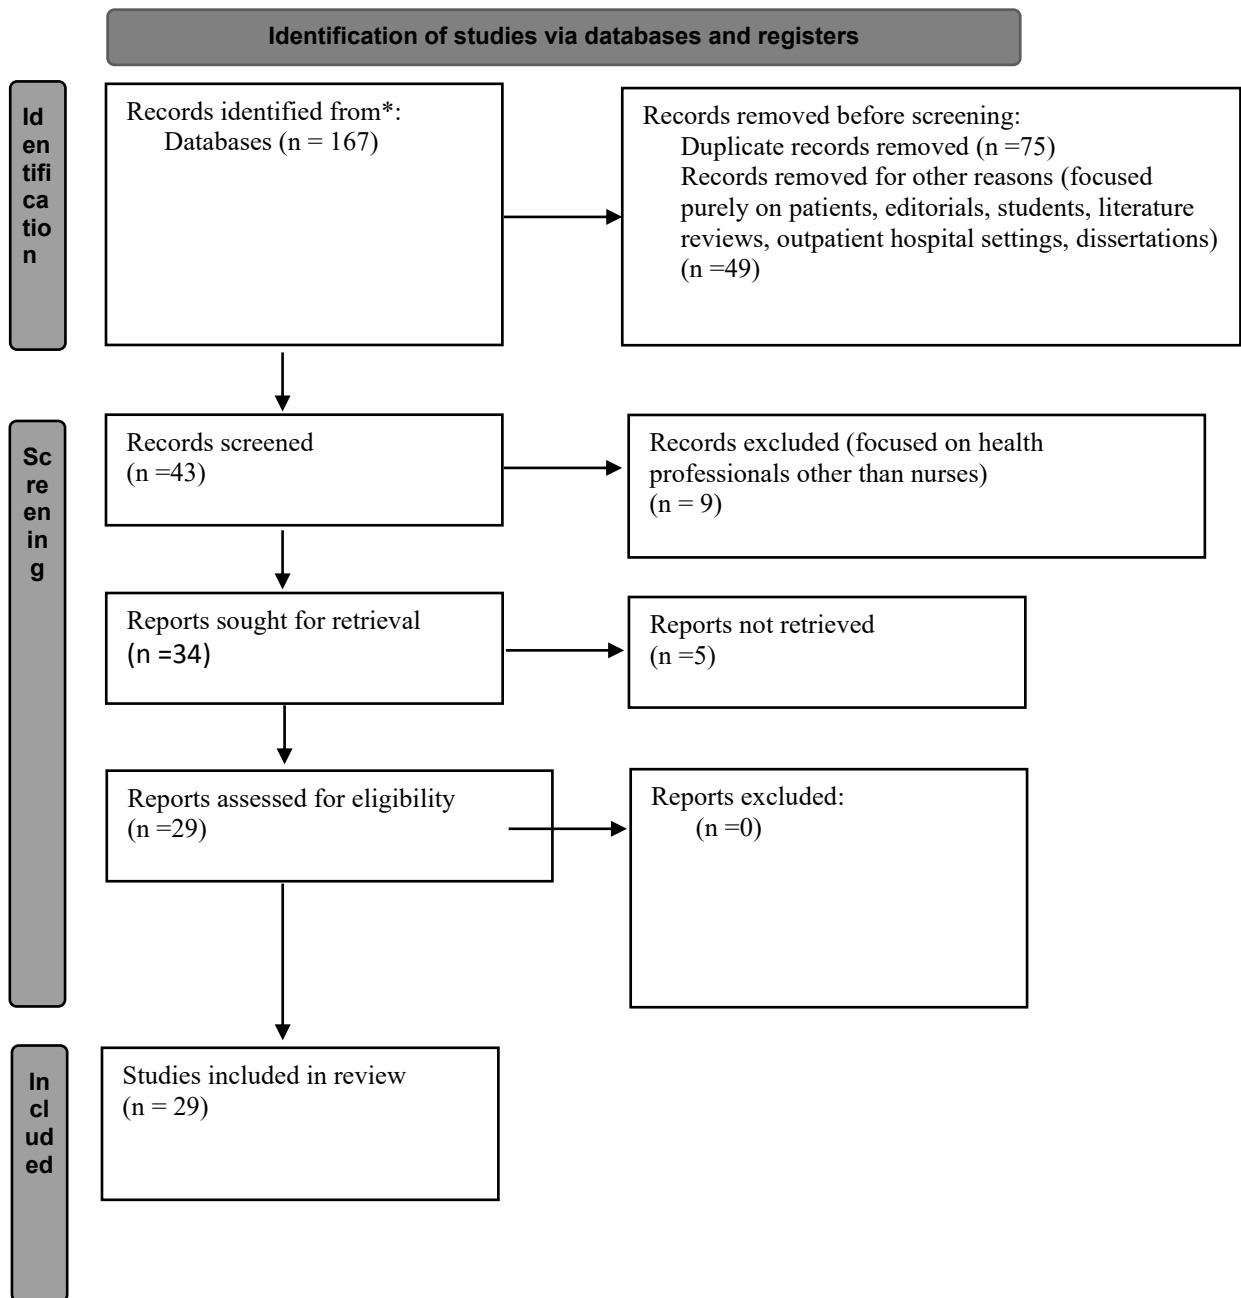 Identification of studies via databases and registers
Id
en
tifi
ca
tio
n
Records identified from*:
Databases (n = 167)
Records removed before screening:
Duplicate records removed (n =75)
Records removed for other reasons (focused
purely on patients, editorials, students, literature
reviews, outpatient hospital settings, dissertations)
(n =49)
Sc
re
en
in
g
Records screened
(n =43)
Records excluded (focused on health
professionals other than nurses)
(n = 9)
Reports sought for retrieval
(n =34)
Reports not retrieved
(n =5)
Reports assessed for eligibility
(n =29)
Reports excluded:
(n =0)
In
cl
ud
ed
Studies included in review
(n = 29)